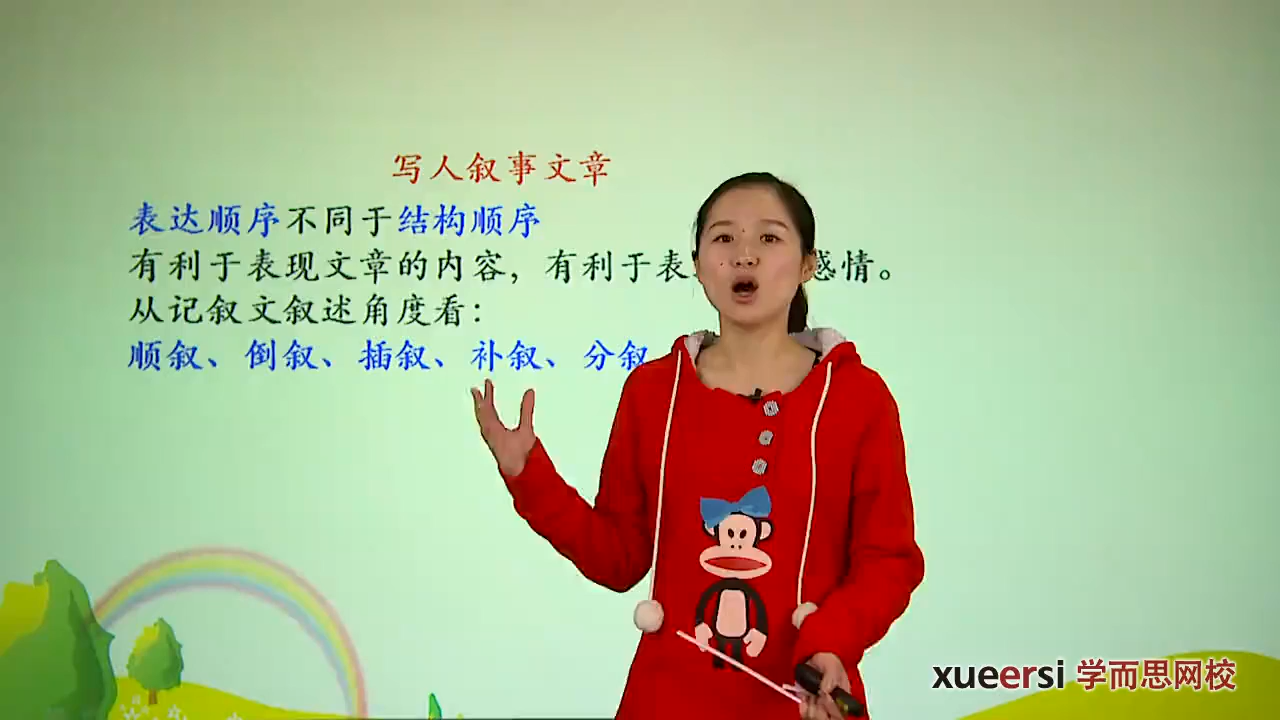 写人叙事文章
表达顺序不同于结构顺序
有利于表现文章的内容，有利于表 感情。
从记叙文叙述角度看：
顺叙、倒叙、插叙、补叙、分叙
xueersi 学而思网校